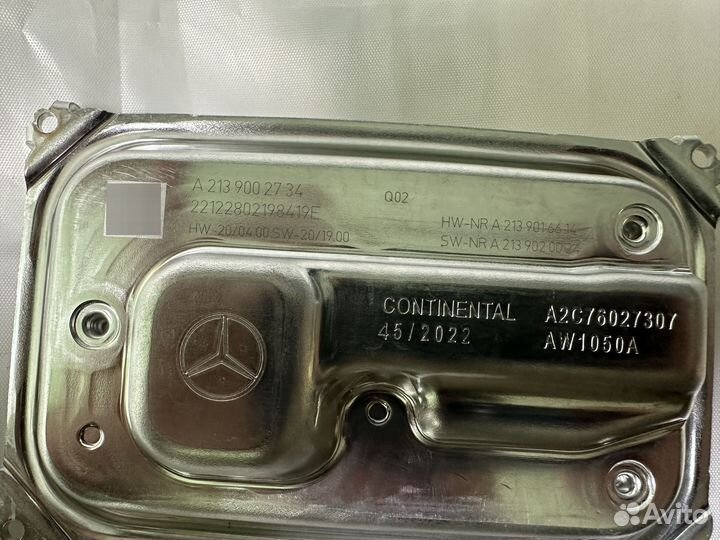 A 213 900 27 34
Q02
22122802198419E
HW-20/04.00 SW-20/19.00
HW-NR A 213 901 66 14
SW-NR A 213 902 00
CONTINENTAL A2C76027307
45/2022 AW1050A
Avito